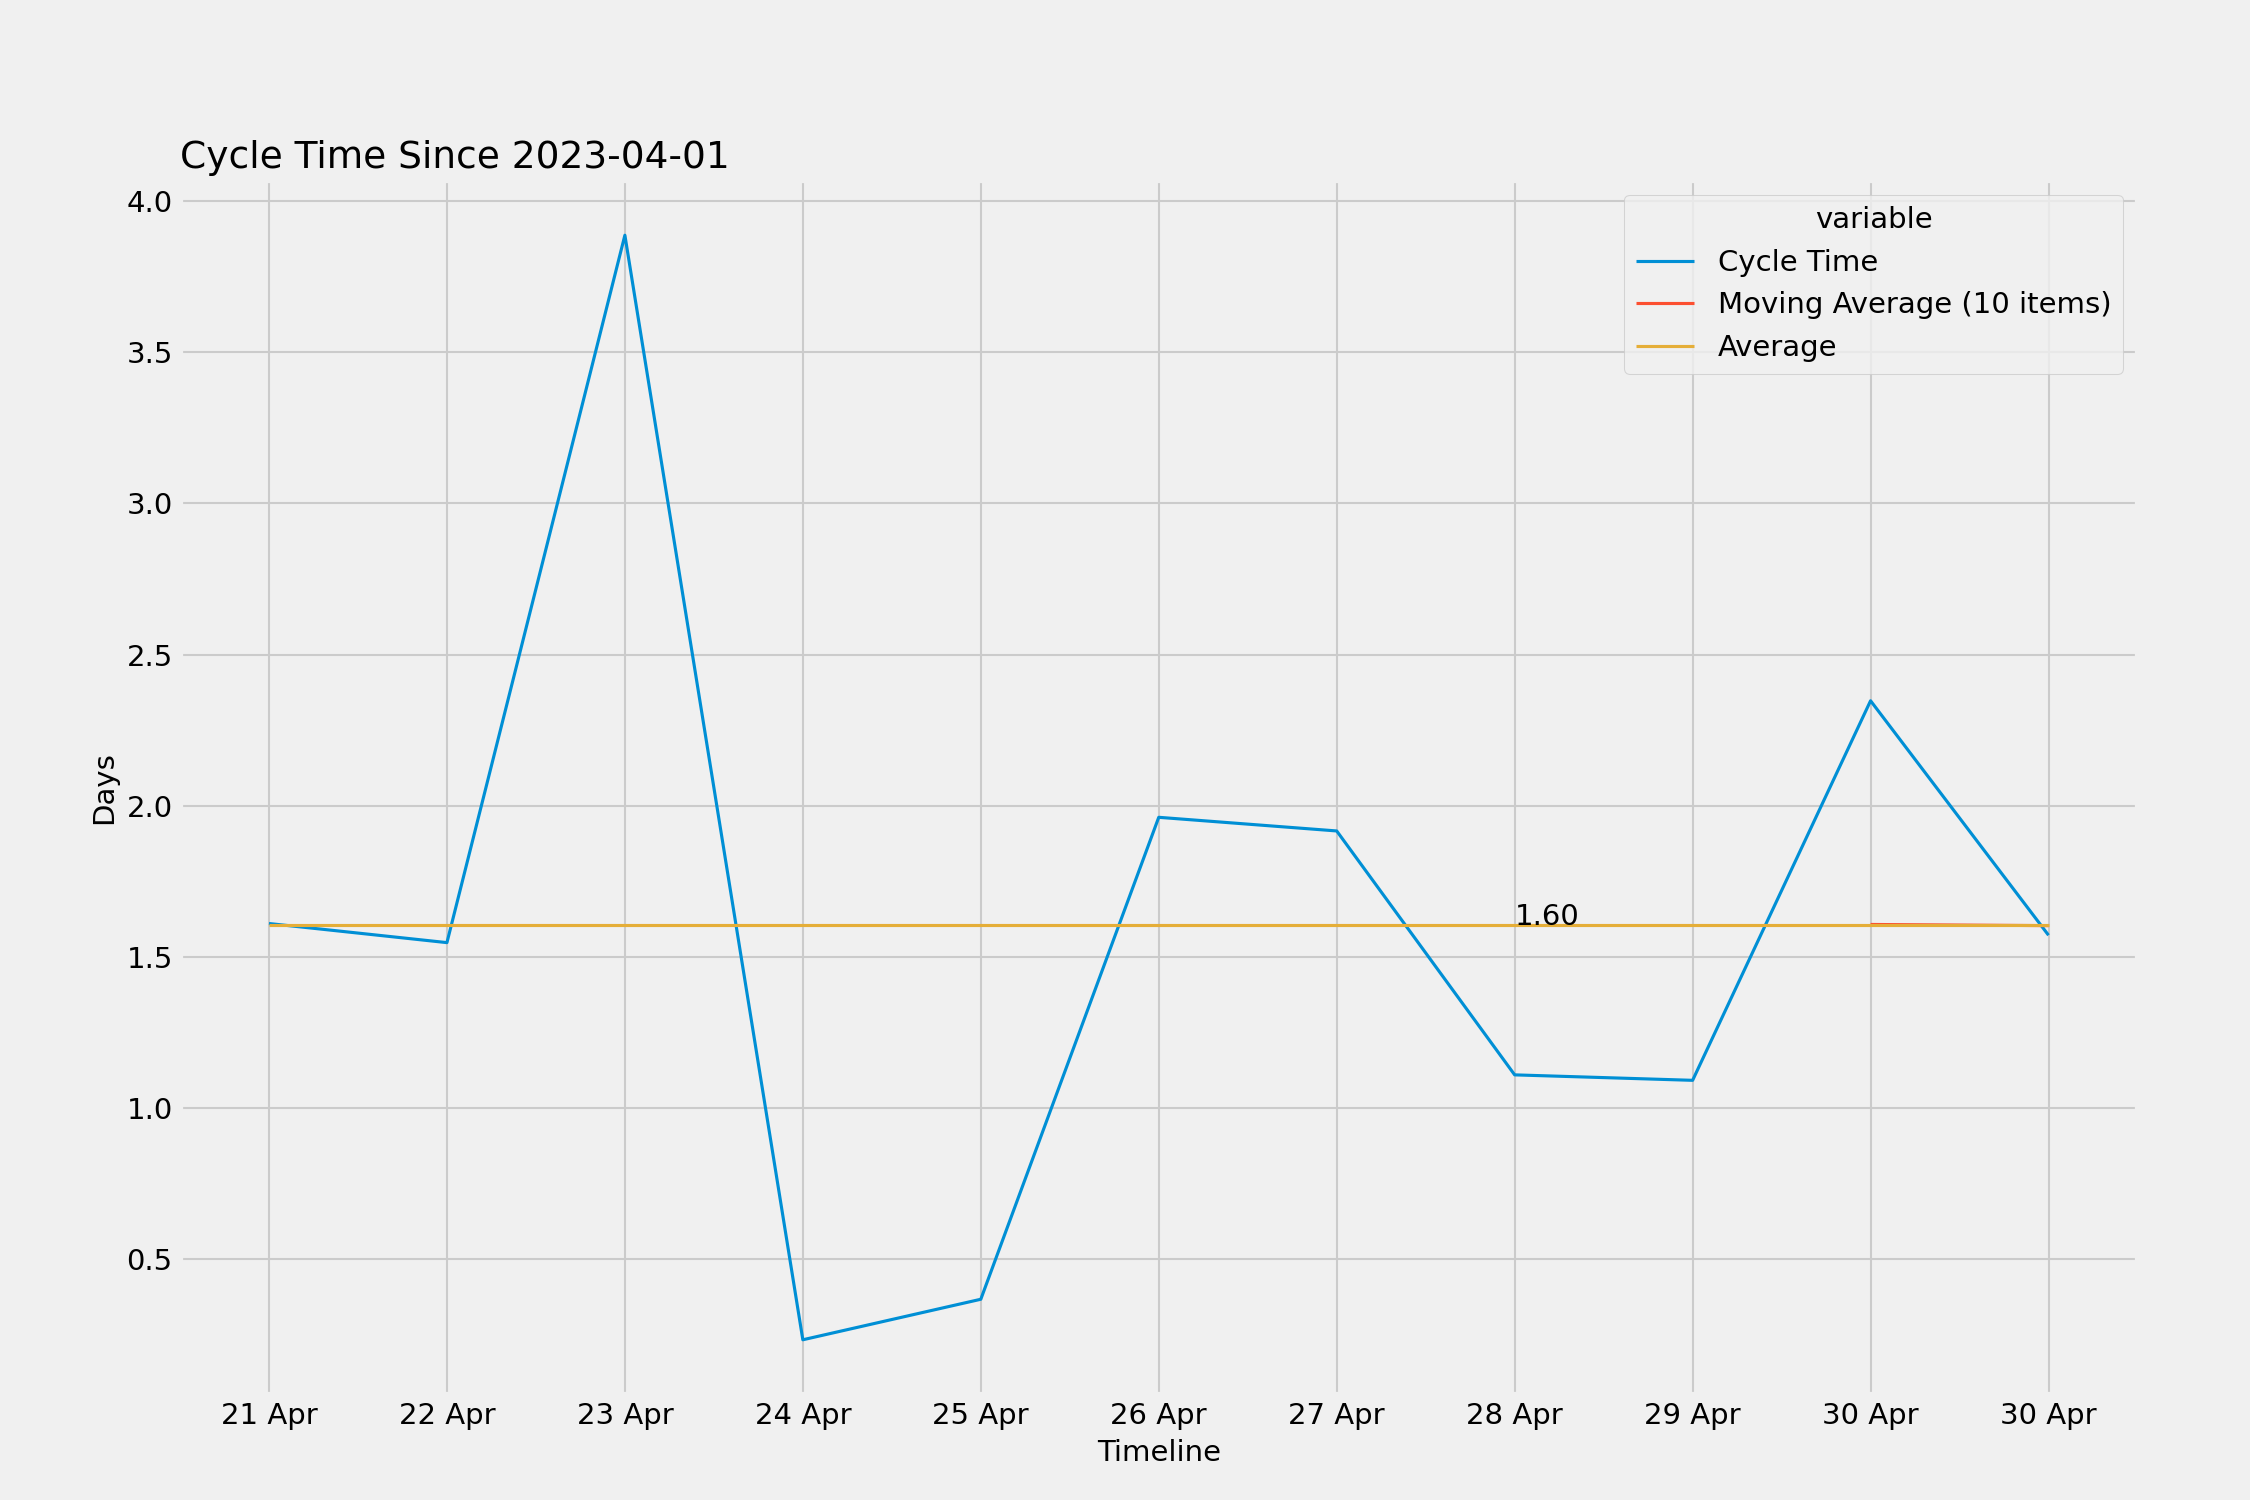 Cycle Time Since 2023-04-01
variable
Cycle Time
Moving Average (10 items)
Average
4.0
3.5
3.0
2.5
2.0
1.5
1.0
0.5
Days
1.60
21 Apr 22 Apr 23 Apr 24 Apr 25 Apr 26 Apr 27 Apr 28 Apr 29 Apr 30 Apr 30 Apr
Timeline